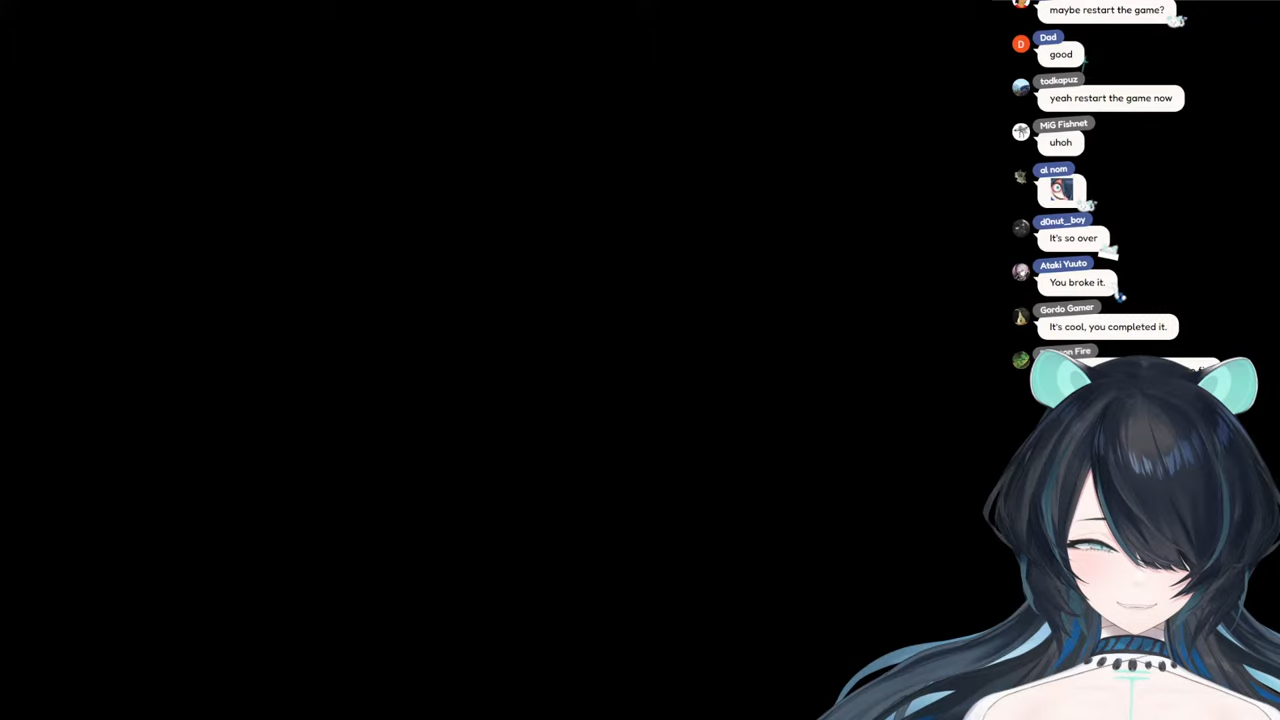 maybe restart the game?
D
Dad
good
todkapuz
yeah restart the game now
MiG Fishnet
uhoh
al nom
d0nut_boy
It's so over
Ataki Yuuto
You broke it.
Gordo Gamer
It's cool, you completed it.
Fire